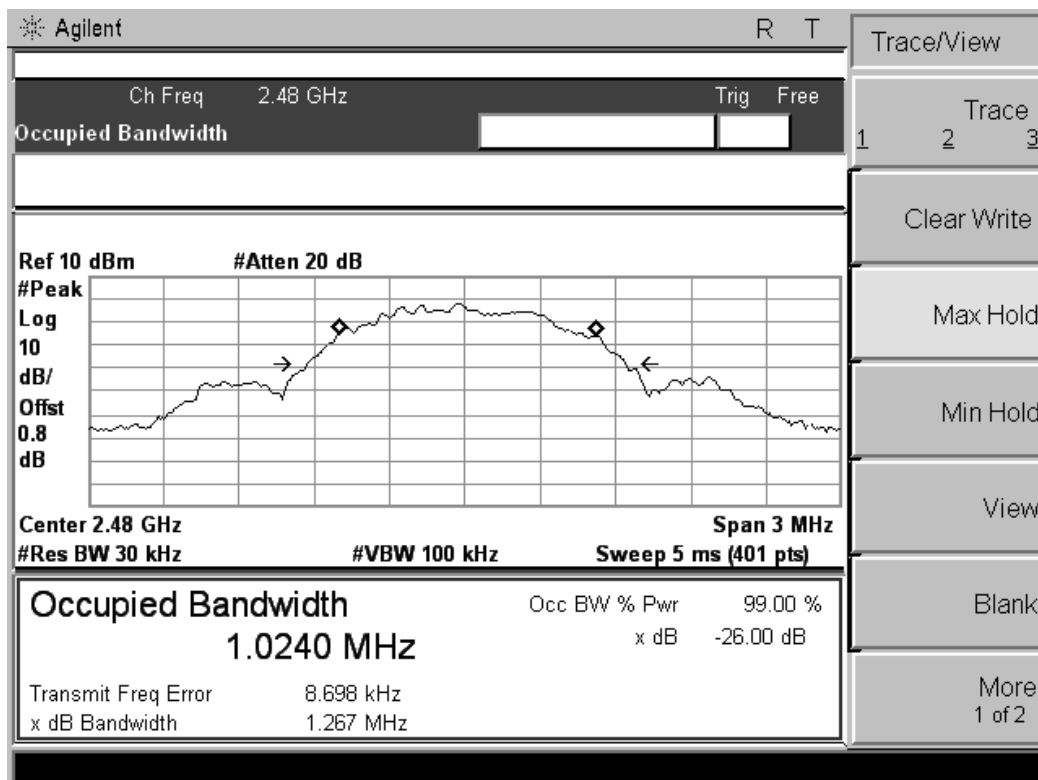 Agilent R T
Ch Freq 2.48 GHz Trig Free
Occupied Bandwidth
Ref 10 dBm #Atten 20 dB
#Peak
Log
10
dB/
Offst
0.8
dB
Center 2.48 GHz Span 3 MHz
#Res BW 30 kHz #VBW 100 kHz Sweep 5 ms (401 pts)
Occupied Bandwidth Occ BW % Pwr 99.00 %
1.0240 MHz x dB -26.00 dB
Transmit Freq Error 8.698 kHz
x dB Bandwidth 1.267 MHz
Trace/View
Trace
1 2 3
Clear Write
Max Hold
Min Hold
View
Blank
More
1 of 2